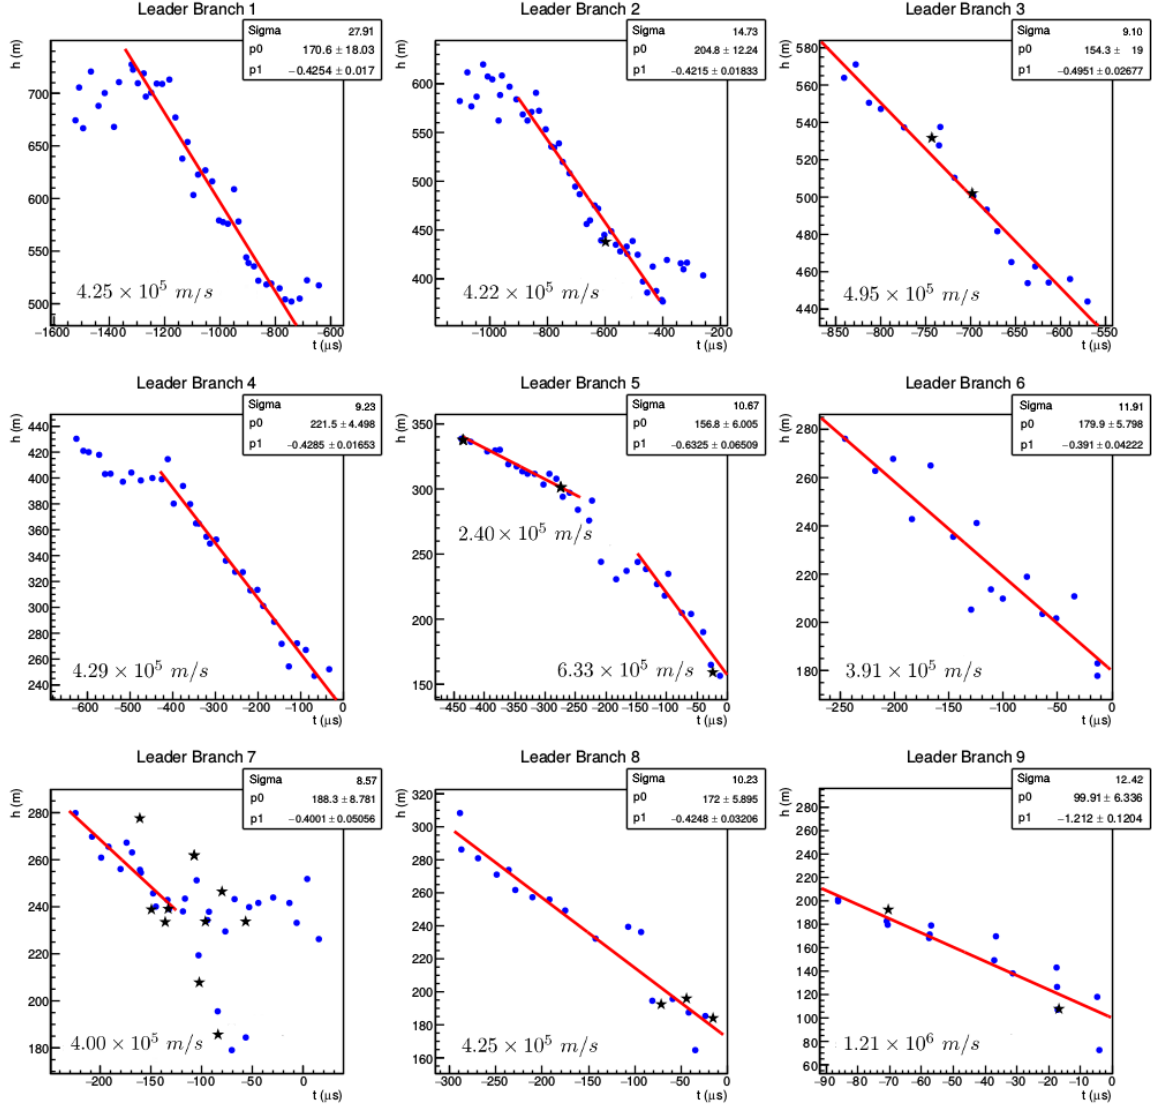 Leader Branch 1
Sigma 27.91
p0 170.6 ± 18.03
p1 −0.4254 ± 0.017
h (m)
700
650
600
550
500
4.25 × 10⁵ m/s
−1600 −1400 −1200 −1000 −800 −600
t (μs)
Leader Branch 2
Sigma 14.73
p0 204.8 ± 12.24
p1 −0.4215 ± 0.01833
h (m)
600
550
500
450
400
4.22 × 10⁵ m/s
−1000 −800 −600 −400 −200
t (μs)
Leader Branch 3
Sigma 9.10
p0 154.3 ± 19
p1 −0.4951 ± 0.02677
h (m)
580
560
540
520
500
480
460
440
4.95 × 10⁵ m/s
−850 −800 −750 −700 −650 −600 −550
t (μs)
Leader Branch 4
Sigma 9.23
p0 221.5 ± 4.498
p1 −0.4285 ± 0.01653
h (m)
440
420
400
380
360
340
320
300
280
260
240
4.29 × 10⁵ m/s
−600 −500 −400 −300 −200 −100 0
t (μs)
Leader Branch 5
Sigma 10.67
p0 156.8 ± 6.005
p1 −0.6325 ± 0.06509
h (m)
350
300
250
200
150
2.40 × 10⁵ m/s
6.33 × 10⁵ m/s
−450 −400 −350 −300 −250 −200 −150 −100 −50 0
t (μs)
Leader Branch 6
Sigma 11.91
p0 179.9 ± 5.798
p1 −0.391 ± 0.04222
h (m)
280
260
240
220
200
180
3.91 × 10⁵ m/s
−250 −200 −150 −100 −50 0
t (μs)
Leader Branch 7
Sigma 8.57
p0 188.3 ± 8.781
p1 −0.4001 ± 0.05056
h (m)
280
260
240
220
200
180
4.00 × 10⁵ m/s
−200 −150 −100 −50 0
t (μs)
Leader Branch 8
Sigma 10.23
p0 172 ± 5.895
p1 −0.4248 ± 0.03206
h (m)
320
300
280
260
240
220
200
180
160
4.25 × 10⁵ m/s
−300 −250 −200 −150 −100 −50 0
t (μs)
Leader Branch 9
Sigma 12.42
p0 99.91 ± 6.336
p1 −1.212 ± 0.1204
h (m)
200
180
160
140
120
100
80
60
1.21 × 10⁶ m/s
−90 −80 −70 −60 −50 −40 −30 −20 −10 0
t (μs)